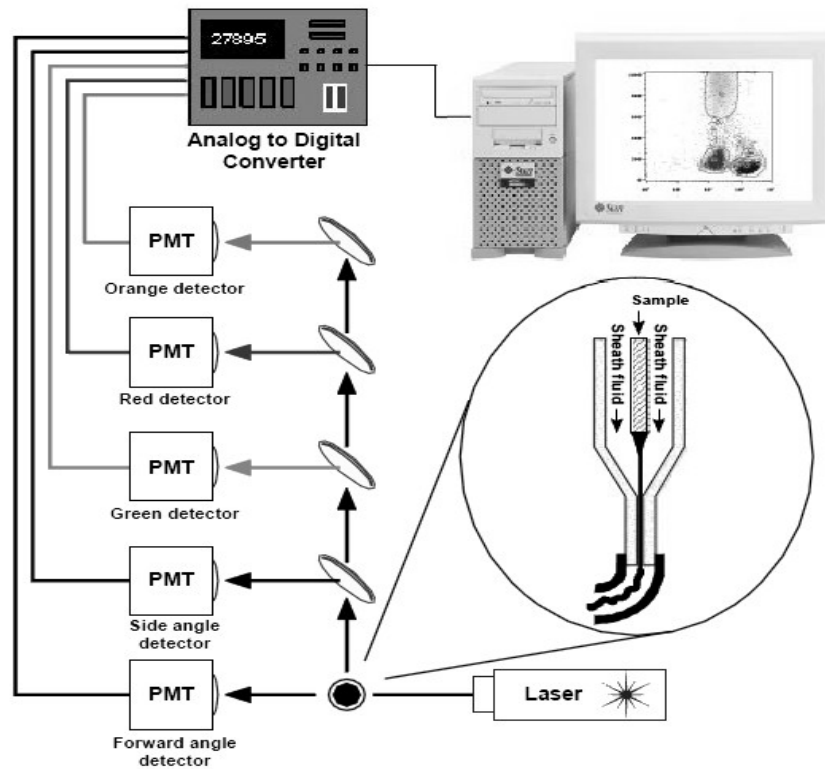 27895
Analog to Digital
Converter
PMT
Orange detector
PMT
Red detector
PMT
Green detector
PMT
Side angle
detector
PMT
Forward angle
detector
Sample
Sheath fluid
Sheath fluid
Laser